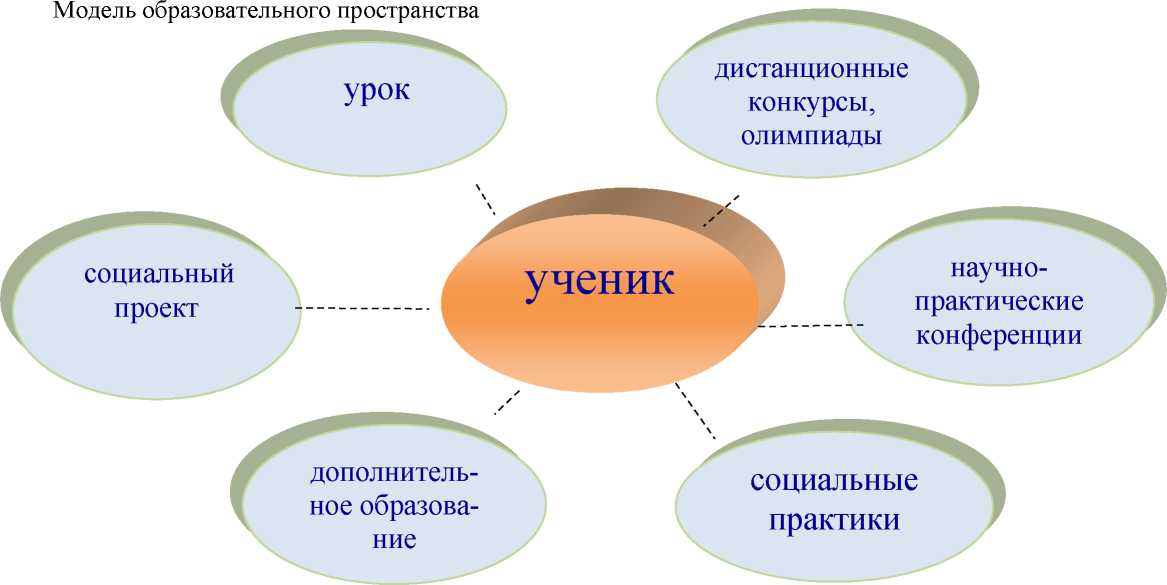 Модель образовательного пространства
урок
дистанционные
конкурсы,
олимпиады
ученик
социальный
проект
научно-
практические
конференции
дополнитель-
ное образова-
ние
социальные
практики